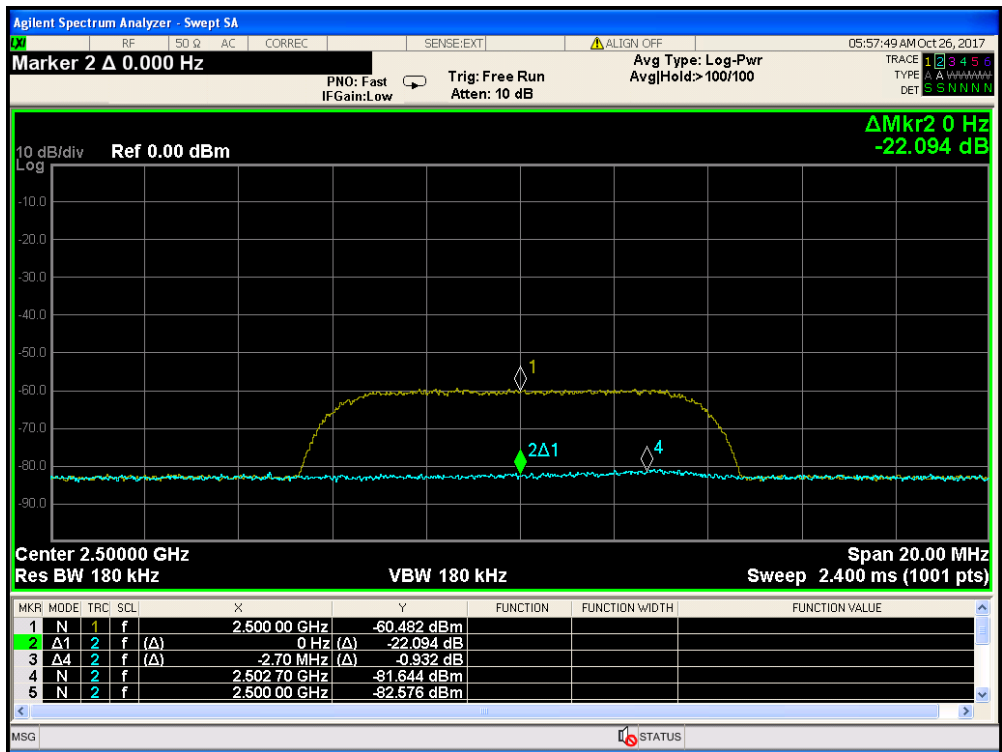 Agilent Spectrum Analyzer - Swept SA
LXI RF 50 Ω AC CORREC SENSE:EXT ALIGN OFF 05:57:49 AM Oct 26, 2017
Marker 2 Δ 0.000 Hz
PNO: Fast
IFGain:Low
Trig: Free Run
Atten: 10 dB
Avg Type: Log-Pwr
Avg|Hold:>100/100
TRACE 1 2 3 4 5 6
TYPE A A W W W W
DET S S N N N N
ΔMkr2 0 Hz
-22.094 dB
10 dB/div Ref 0.00 dBm
Log
-10.0
-20.0
-30.0
-40.0
-50.0
1
-60.0
-70.0
2Δ1
4
-80.0
-90.0
Center 2.50000 GHz Span 20.00 MHz
Res BW 180 kHz VBW 180 kHz Sweep 2.400 ms (1001 pts)
MKR MODE TRC SCL X Y FUNCTION FUNCTION WIDTH FUNCTION VALUE
1 N 1 f 2.500 00 GHz -60.482 dBm
2 Δ1 2 f (Δ) 0 Hz (Δ) -22.094 dB
3 Δ4 2 f (Δ) -2.70 MHz (Δ) -0.932 dB
4 N 2 f 2.502 70 GHz -81.644 dBm
5 N 2 f 2.500 00 GHz -82.576 dBm
MSG STATUS